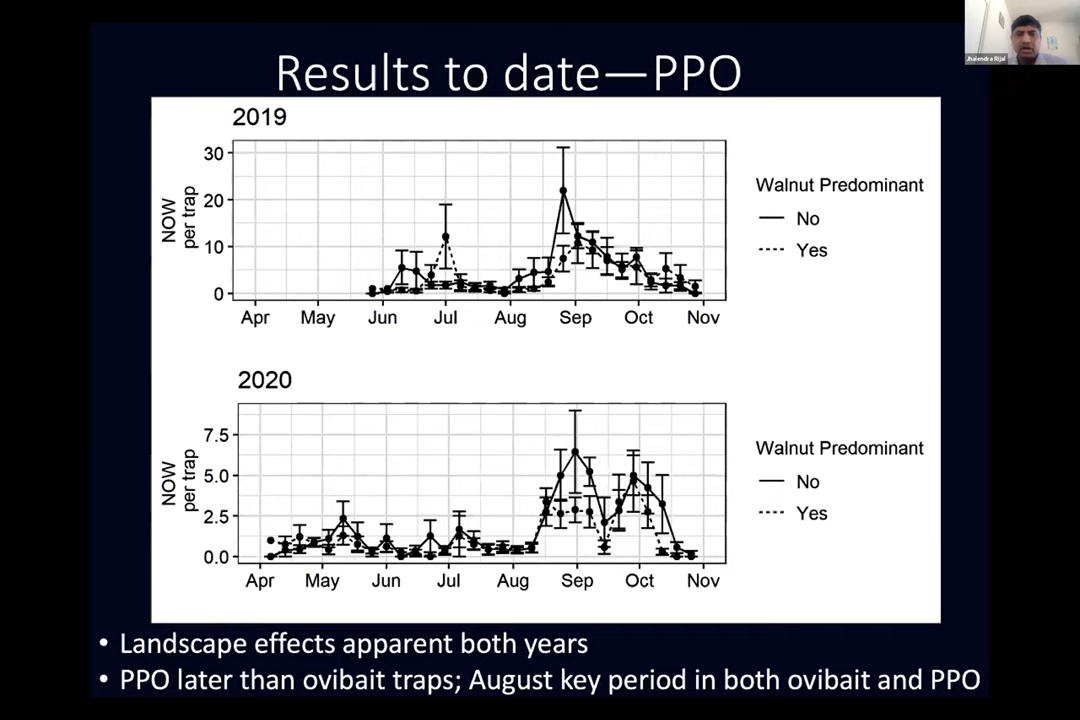 Jhalendra Rijal
Results to date—PPO
2019
30
20
10
0
NOW
per trap
Apr May Jun Jul Aug Sep Oct Nov
Walnut Predominant
No
Yes
2020
7.5
5.0
2.5
0.0
NOW
per trap
Apr May Jun Jul Aug Sep Oct Nov
Walnut Predominant
No
Yes
• Landscape effects apparent both years
• PPO later than ovibait traps; August key period in both ovibait and PPO